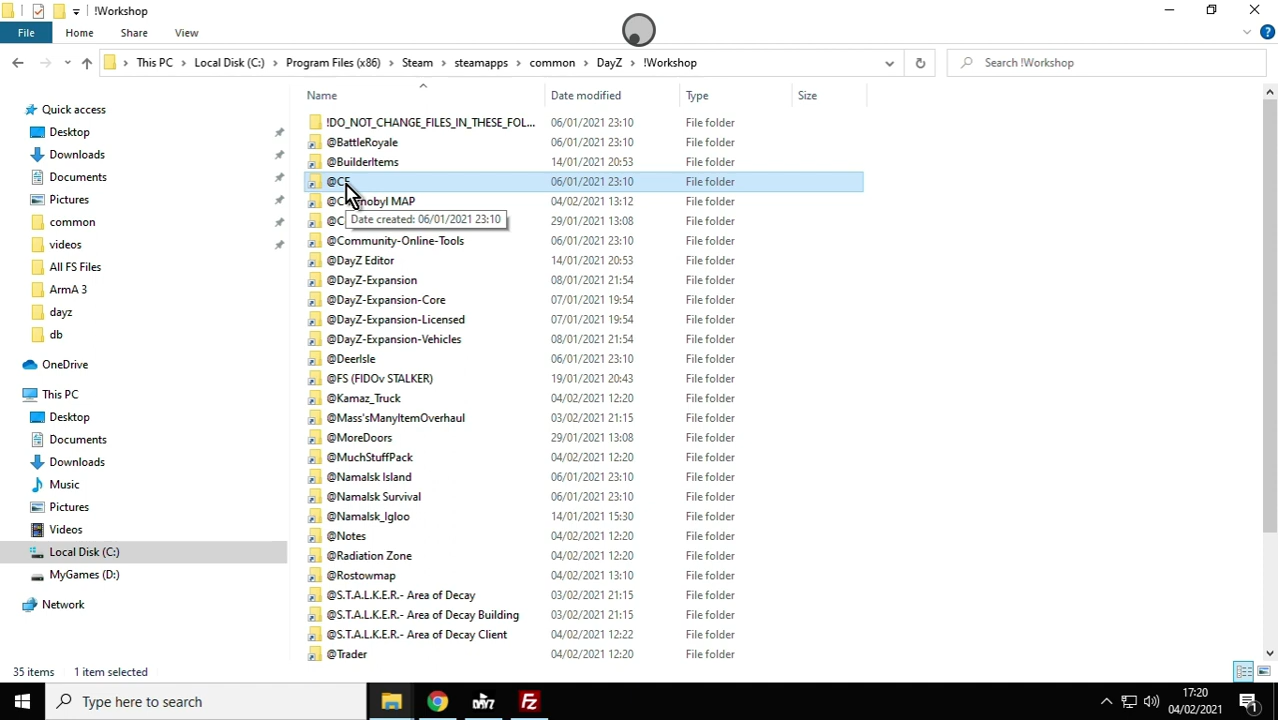 !Workshop
File Home Share View
This PC Local Disk (C:) Program Files (x86) Steam steamapps common DayZ !Workshop
Search !Workshop
Name Date modified Type Size
Quick access
Desktop
Downloads
Documents
Pictures
common
videos
All FS Files
ArmA 3
dayz
db
OneDrive
This PC
Desktop
Documents
Downloads
Music
Pictures
Videos
Local Disk (C:)
MyGames (D:)
Network
!DO_NOT_CHANGE_FILES_IN_THESE_FOL... 06/01/2021 23:10 File folder
@BattleRoyale 06/01/2021 23:10 File folder
@BuilderItems 14/01/2021 20:53 File folder
@CF 06/01/2021 23:10 File folder
MAP 04/02/2021 13:12 File folder
@C 29/01/2021 13:08 File folder
Date created: 06/01/2021 23:10
@Community-Online-Tools 06/01/2021 23:10 File folder
@DayZ Editor 14/01/2021 20:53 File folder
@DayZ-Expansion 08/01/2021 21:54 File folder
@DayZ-Expansion-Core 07/01/2021 19:54 File folder
@DayZ-Expansion-Licensed 07/01/2021 19:54 File folder
@DayZ-Expansion-Vehicles 08/01/2021 21:54 File folder
@DeerIsle 06/01/2021 23:10 File folder
@FS (FIDOv STALKER) 19/01/2021 20:43 File folder
@Kamaz_Truck 04/02/2021 12:20 File folder
@Mass'sManyItemOverhaul 03/02/2021 21:15 File folder
@MoreDoors 29/01/2021 13:08 File folder
@MuchStuffPack 04/02/2021 12:20 File folder
@Namalsk Island 06/01/2021 23:10 File folder
@Namalsk Survival 06/01/2021 23:10 File folder
@Namalsk_Igloo 14/01/2021 15:30 File folder
@Notes 04/02/2021 12:20 File folder
@Radiation Zone 04/02/2021 12:20 File folder
@Rostowmap 04/02/2021 13:10 File folder
@S.T.A.L.K.E.R.- Area of Decay 03/02/2021 21:15 File folder
@S.T.A.L.K.E.R.- Area of Decay Building 03/02/2021 21:15 File folder
@S.T.A.L.K.E.R.- Area of Decay Client 04/02/2021 12:22 File folder
@Trader 04/02/2021 12:20 File folder
35 items 1 item selected
Type here to search
DAYZ
Fz
17:20
04/02/2021
1